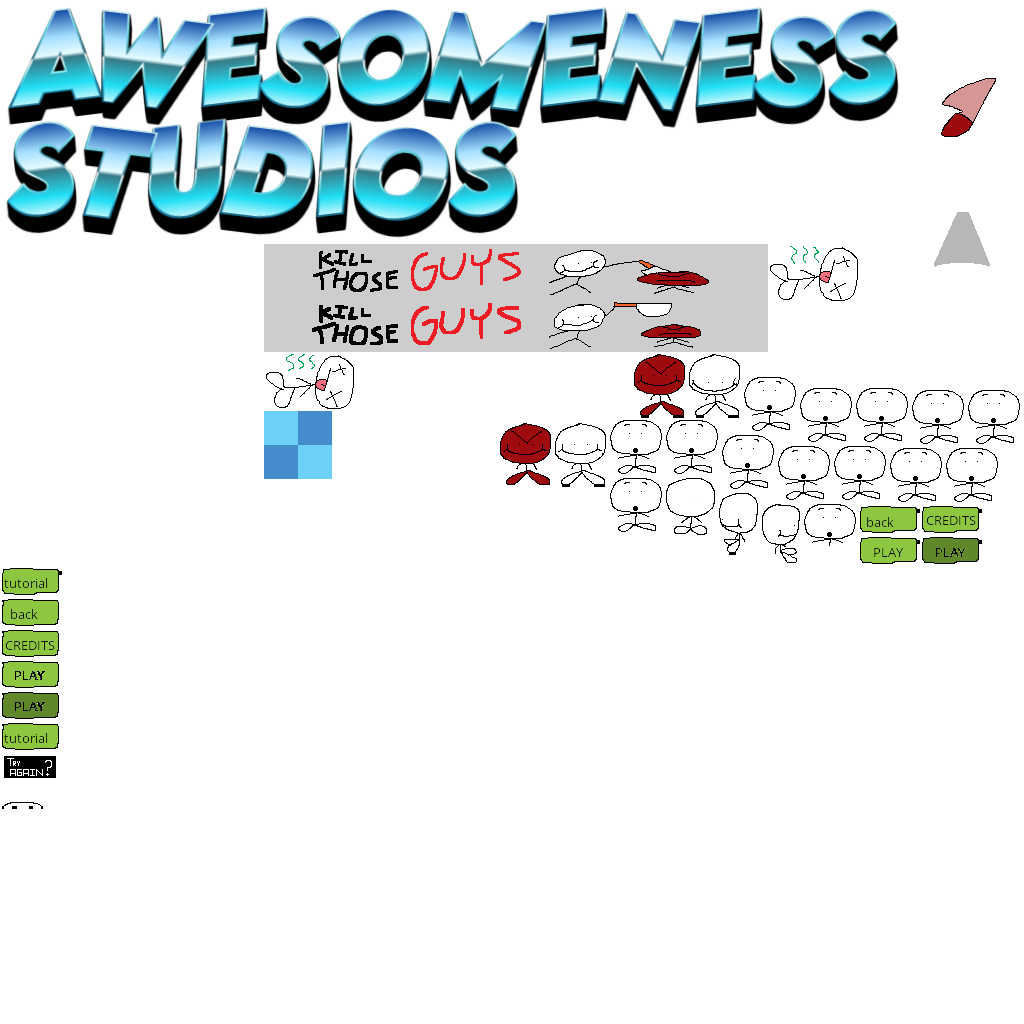 AWESOMENESS
STUDIOS
KILL
THOSE GUYS
KILL
THOSE GUYS
back
CREDITS
PLAY
PLAY
tutorial
back
CREDITS
PLAY
PLAY
tutorial
TRY
AGAIN?